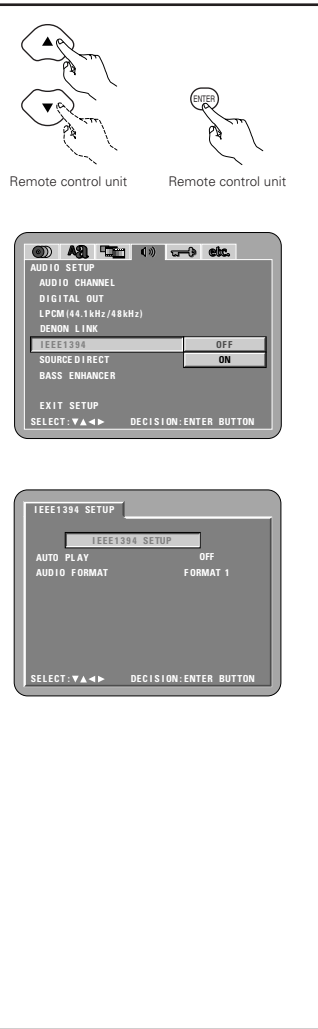 ENTER
Remote control unit
Remote control unit
etc.
AUDIO SETUP
AUDIO CHANNEL
DIGITAL OUT
LPCM(44.1kHz/48kHz)
DENON LINK
IEEE1394 OFF
SOURCE DIRECT ON
BASS ENHANCER
EXIT SETUP
SELECT:▼▲◄► DECISION:ENTER BUTTON
IEEE1394 SETUP
IEEE1394 SETUP
AUTO PLAY OFF
AUDIO FORMAT FORMAT 1
SELECT:▼▲◄► DECISION:ENTER BUTTON